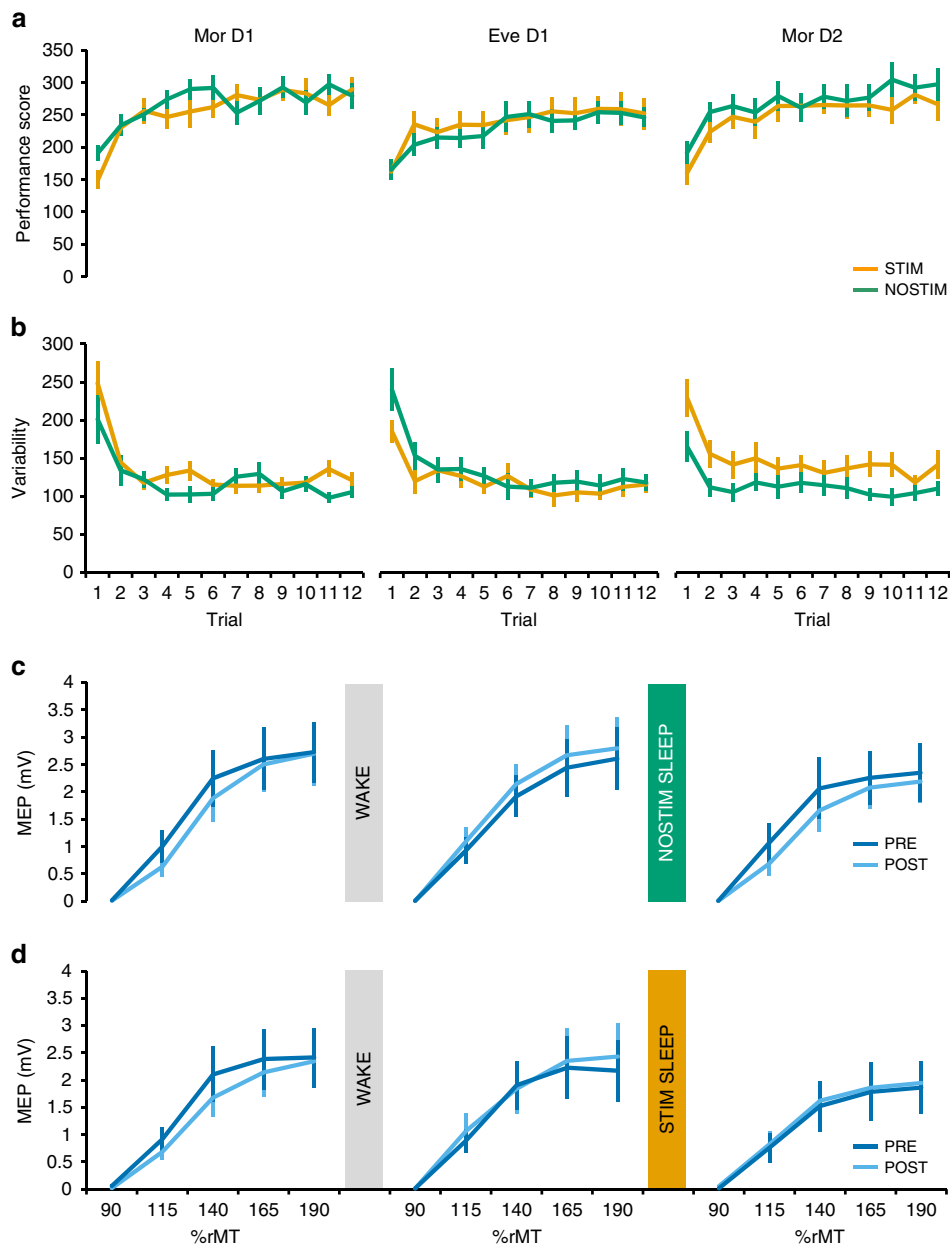 a
Mor D1 Eve D1 Mor D2
Performance score
350
300
250
200
150
100
50
0
STIM
NOSTIM
b
Variability
300
250
200
150
100
50
0
1 2 3 4 5 6 7 8 9 10 11 12 1 2 3 4 5 6 7 8 9 10 11 12 1 2 3 4 5 6 7 8 9 10 11 12
Trial Trial Trial
c
MEP (mV)
4
3.5
3
2.5
2
1.5
1
0.5
0
WAKE
NOSTIM SLEEP
PRE
POST
d
MEP (mV)
4
3.5
3
2.5
2
1.5
1
0.5
0
WAKE
STIM SLEEP
PRE
POST
90 115 140 165 190 90 115 140 165 190 90 115 140 165 190
%rMT %rMT %rMT